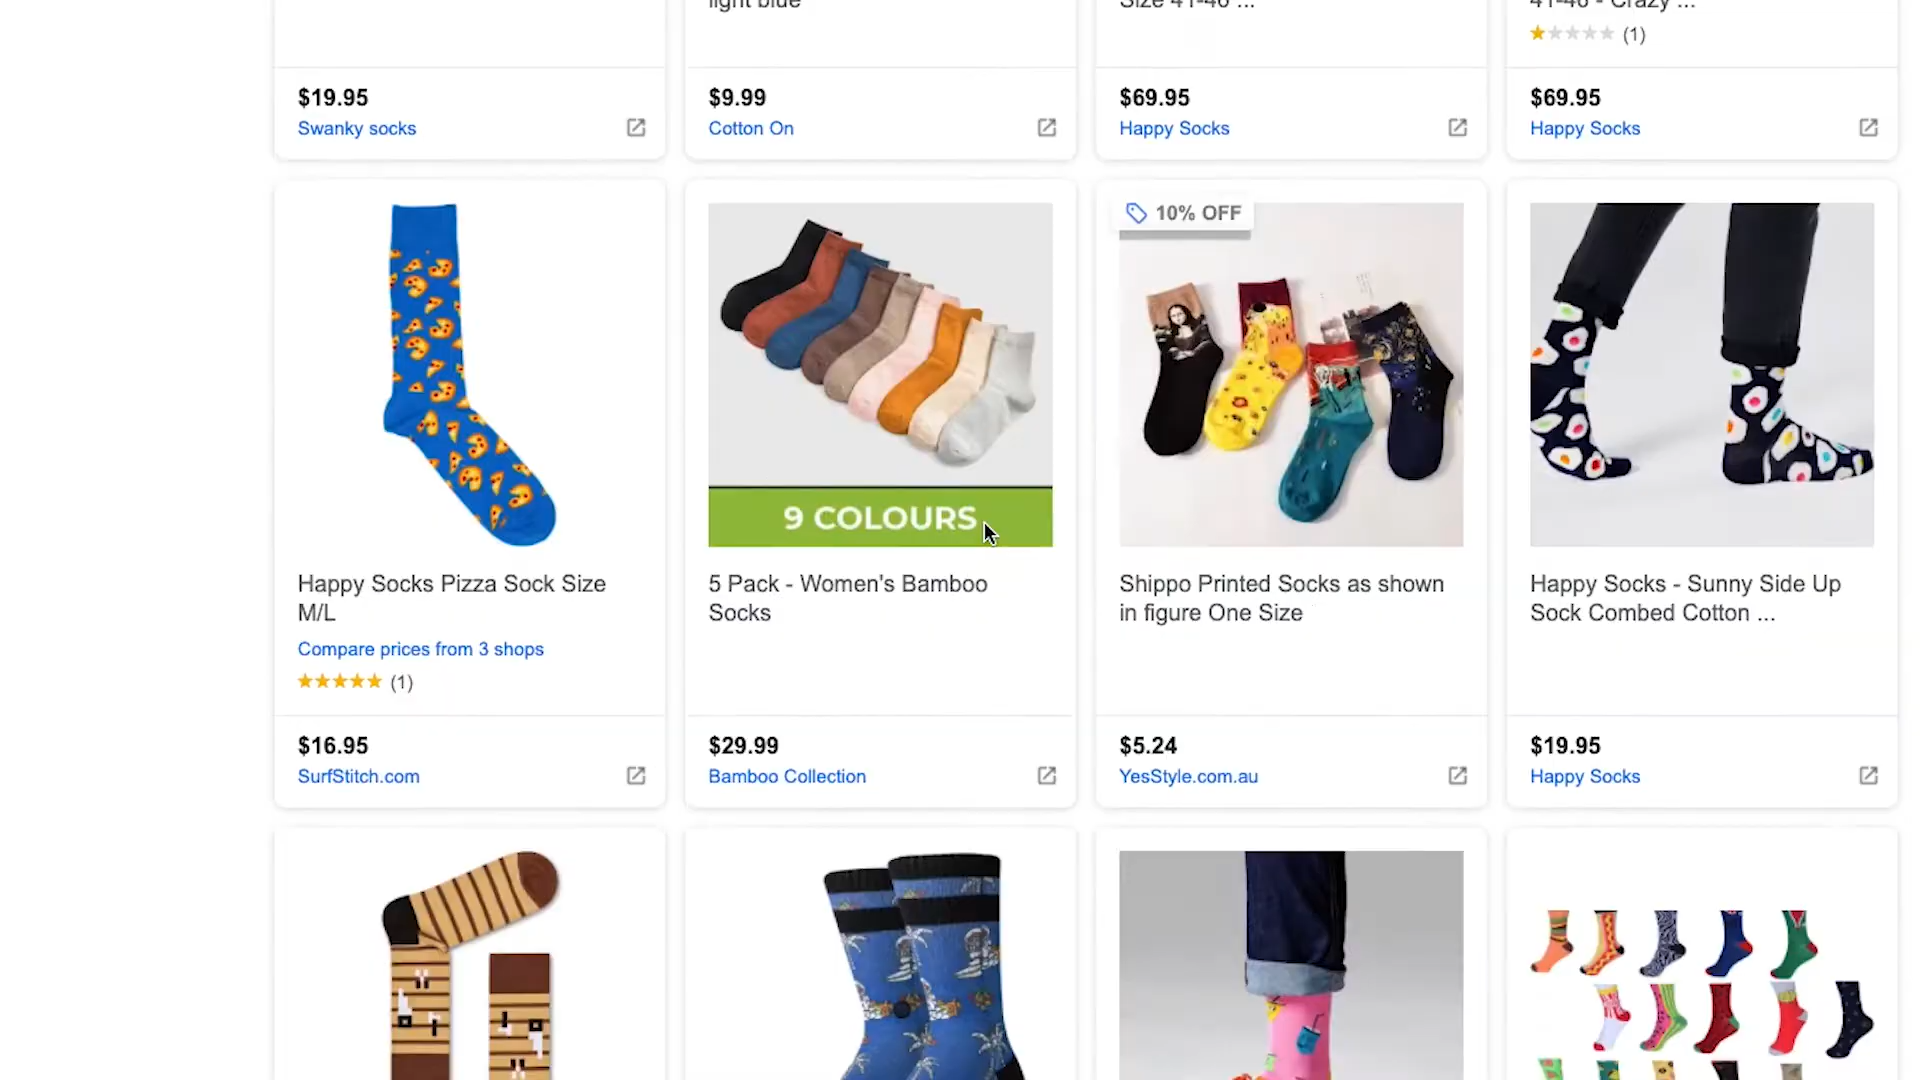 light blue
Size 41-46 ...
41-46 - Crazy ...
(1)
$19.95
Swanky socks
$9.99
Cotton On
$69.95
Happy Socks
$69.95
Happy Socks
10% OFF
9 COLOURS
Happy Socks Pizza Sock Size
M/L
Compare prices from 3 shops
(1)
$16.95
SurfStitch.com
5 Pack - Women's Bamboo
Socks
$29.99
Bamboo Collection
Shippo Printed Socks as shown
in figure One Size
$5.24
YesStyle.com.au
Happy Socks - Sunny Side Up
Sock Combed Cotton ...
$19.95
Happy Socks